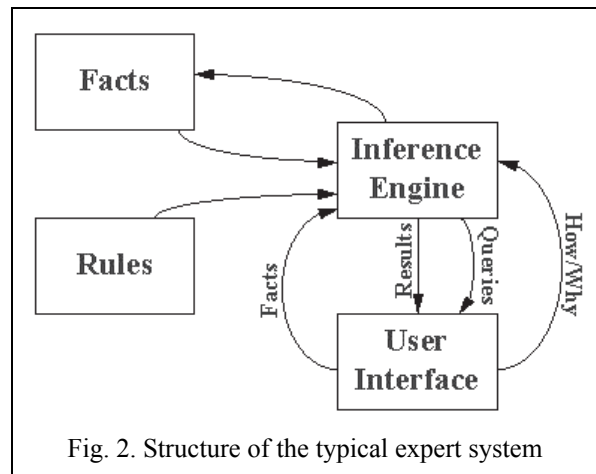 Facts
Inference
Engine
Rules
Facts
Results
Queries
How/Why
User
Interface
Fig. 2. Structure of the typical expert system